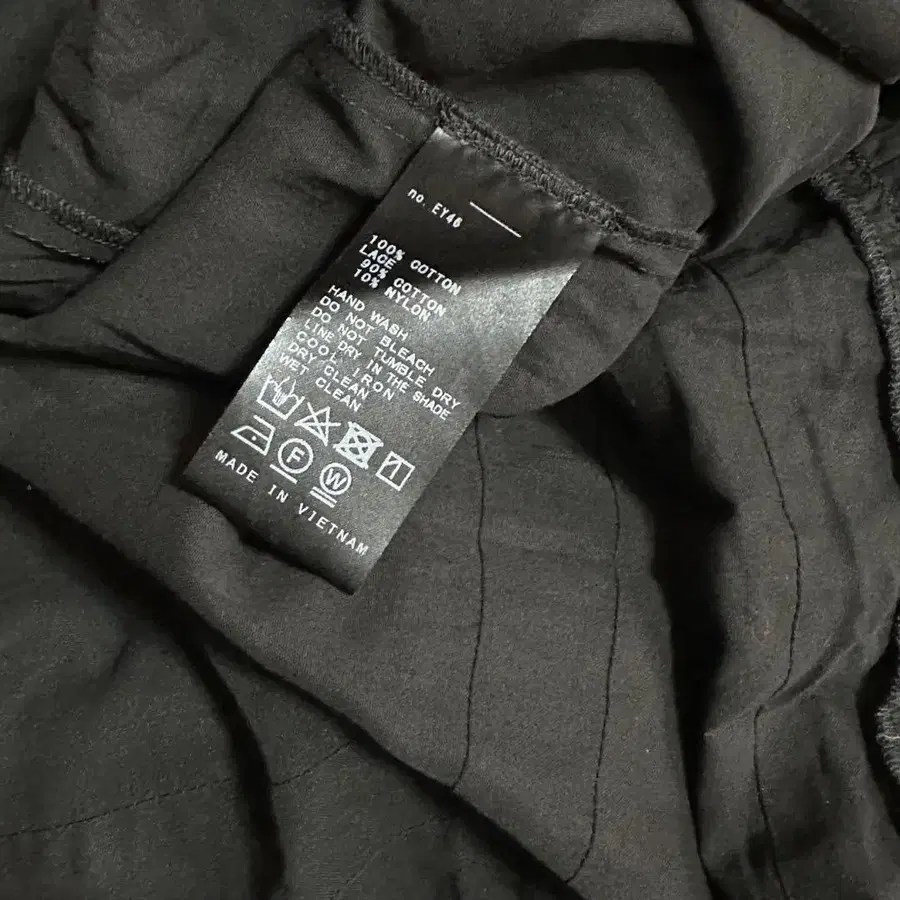 no. EY46
100% COTTON
LACE
90% COTTON
10% NYLON
HAND WASH
DO NOT BLEACH
DO NOT TUMBLE DRY
LINE DRY IN THE SHADE
COOL IRON
DRY CLEAN
WET CLEAN
F
W
MADE IN VIETNAM